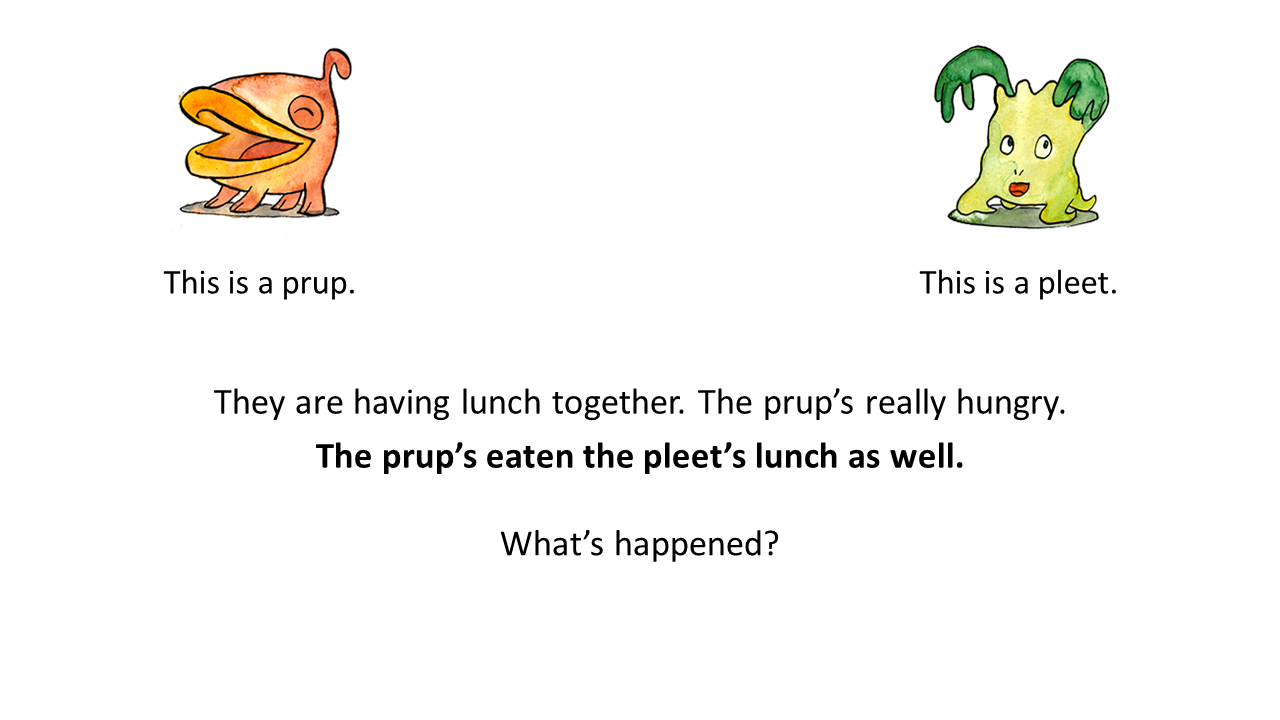 This is a prup.
This is a pleet.
They are having lunch together. The prup’s really hungry.
The prup’s eaten the pleet’s lunch as well.
What’s happened?